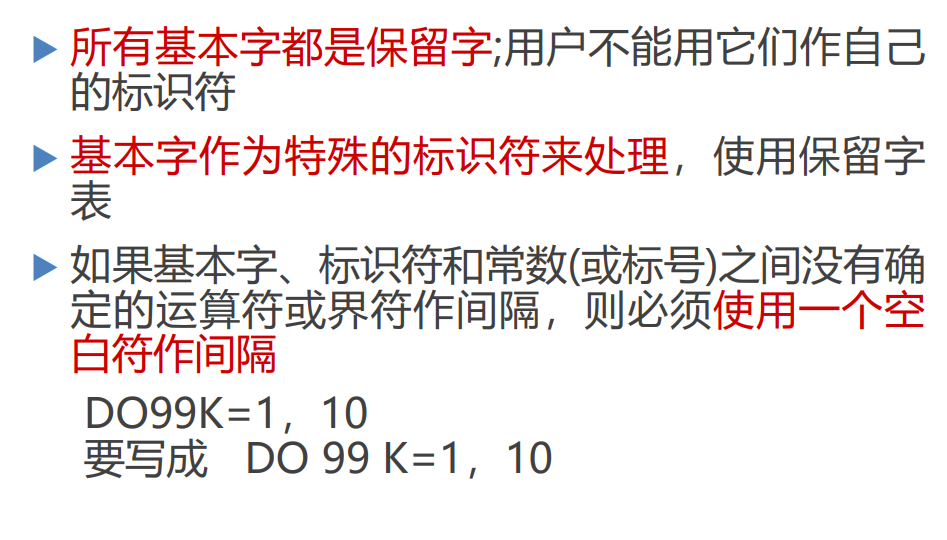 所有基本字都是保留字;用户不能用它们作自己
的标识符
基本字作为特殊的标识符来处理，使用保留字
表
如果基本字、标识符和常数(或标号)之间没有确
定的运算符或界符作间隔，则必须使用一个空
白符作间隔
DO99K=1，10
要写成 DO 99 K=1，10